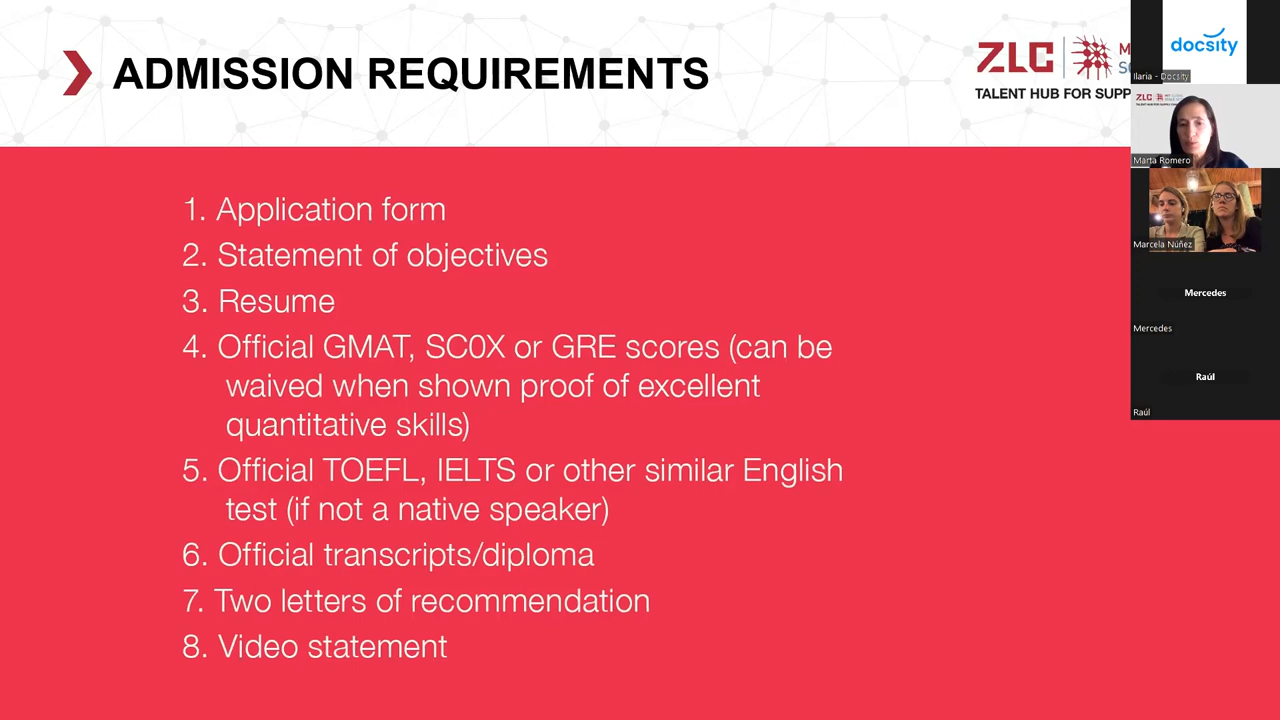 ADMISSION REQUIREMENTS
ZLC
TALENT HUB FOR
1. Application form
2. Statement of objectives
3. Resume
4. Official GMAT, SC0X or GRE scores (can be
waived when shown proof of excellent
quantitative skills)
5. Official TOEFL, IELTS or other similar English
test (if not a native speaker)
6. Official transcripts/diploma
7. Two letters of recommendation
8. Video statement
docsity
Ilaria - Docsity
ZLC
Marta Romero
Marcela Núñez
Mercedes
Mercedes
Raúl
Raúl